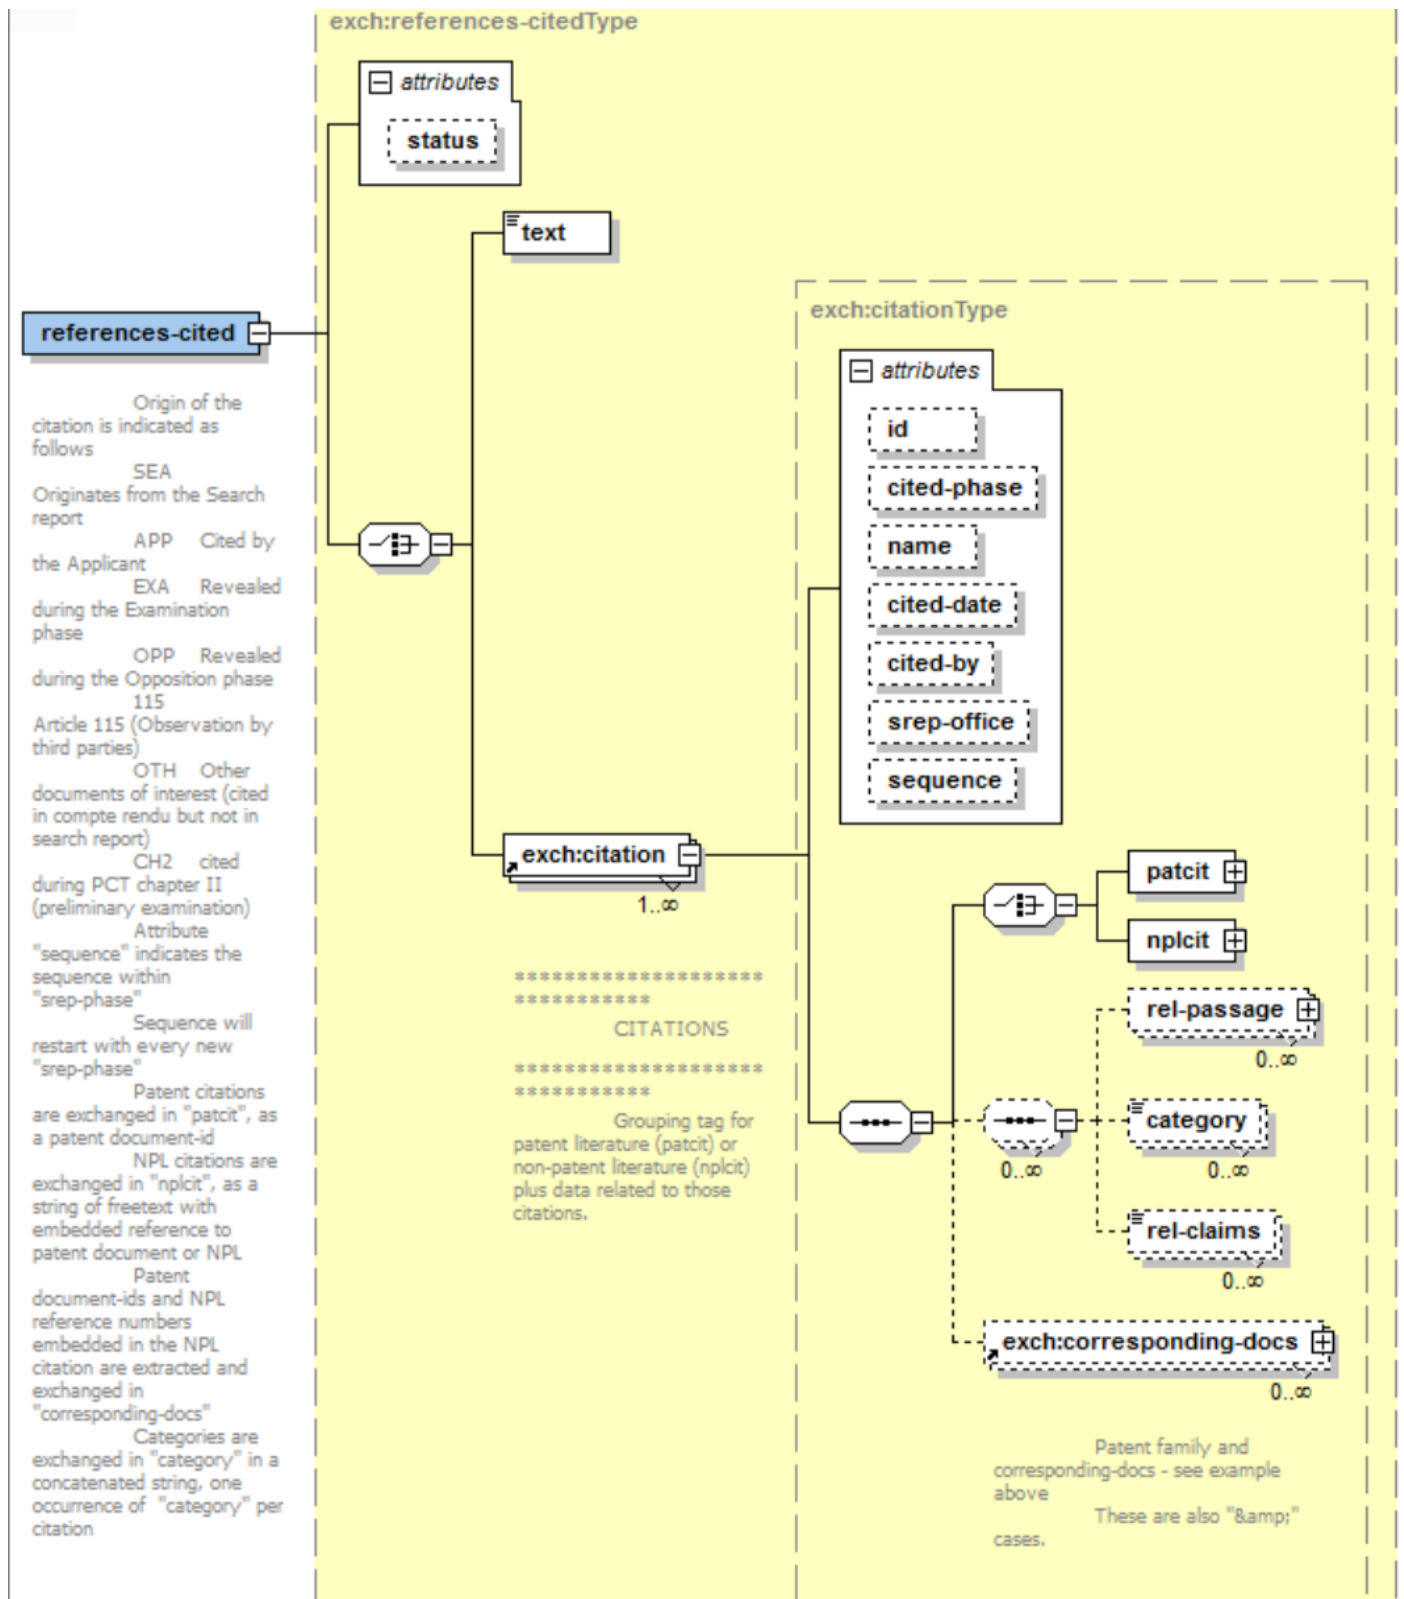 exch:references-citedType
attributes
status
text
references-cited
Origin of the
citation is indicated as
follows
SEA
Originates from the Search
report
APP Cited by
the Applicant
EXA Revealed
during the Examination
phase
OPP Revealed
during the Opposition phase
115
Article 115 (Observation by
third parties)
OTH Other
documents of interest (cited
in compte rendu but not in
search report)
CH2 cited
during PCT chapter II
(preliminary examination)
Attribute
"sequence" indicates the
sequence within
"srep-phase"
Sequence will
restart with every new
"srep-phase"
Patent citations
are exchanged in "patcit", as
a patent document-id
NPL citations are
exchanged in "nplcit", as a
string of freetext with
embedded reference to
patent document or NPL
Patent
document-ids and NPL
reference numbers
embedded in the NPL
citation are extracted and
exchanged in
"corresponding-docs"
Categories are
exchanged in "category" in a
concatenated string, one
occurrence of "category" per
citation
exch:citation
1..∞
********************
***********
CITATIONS
********************
***********
Grouping tag for
patent literature (patcit) or
non-patent literature (nplcit)
plus data related to those
citations.
exch:citationType
attributes
id
cited-phase
name
cited-date
cited-by
srep-office
sequence
patcit
nplcit
0..∞
rel-passage
0..∞
category
0..∞
rel-claims
0..∞
exch:corresponding-docs
0..∞
Patent family and
corresponding-docs - see example
above
These are also "&amp;"
cases.